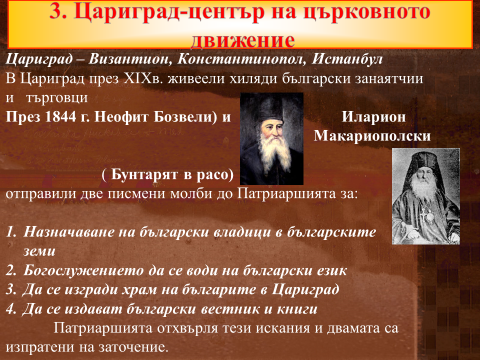 3. Цариград-център на църковното
движение
Цариград – Византион, Константинопол, Истанбул
В Цариград през XIXв. живеели хиляди български занаятчии
и търговци
През 1844 г. Неофит Бозвели) и Иларион
Макариополски
( Бунтарят в расо)
отправили две писмени молби до Патриаршията за:
1. Назначаване на български владици в българските
земи
2. Богослужението да се води на български език
3. Да се изгради храм на българите в Цариград
4. Да се издават български вестник и книги
Патриаршията отхвърля тези искания и двамата са
изпратени на заточение.